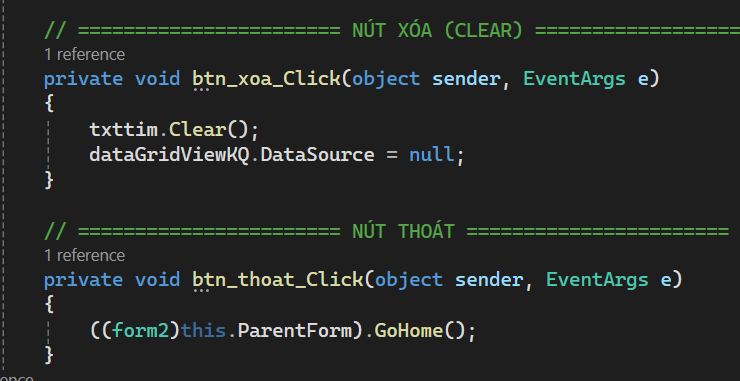 // ======================= NÚT XÓA (CLEAR) ==================
1 reference
private void btn_xoa_Click(object sender, EventArgs e)
{
txttim.Clear();
dataGridViewKQ.DataSource = null;
}
// ======================= NÚT THOÁT =======================
1 reference
private void btn_thoat_Click(object sender, EventArgs e)
{
((form2)this.ParentForm).GoHome();
}